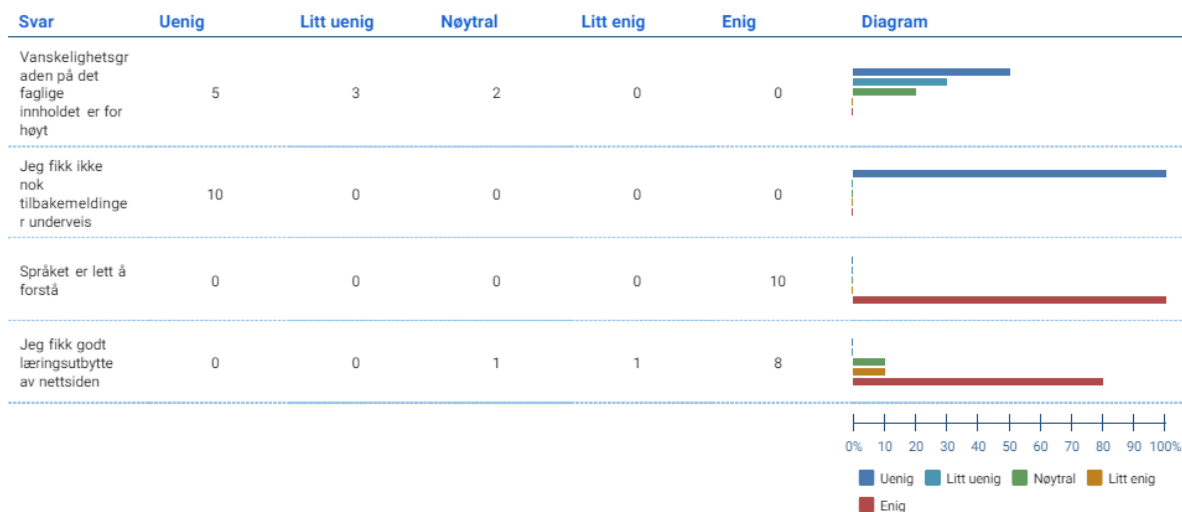 Svar Uenig Litt uenig Nøytral Litt enig Enig Diagram
Vanskelighetsgr
aden på det
faglige
innholdet er for
høyt
5 3 2 0 0
Jeg fikk ikke
nok
tilbakemeldinge
r underveis
10 0 0 0 0
Språket er lett å
forstå
0 0 0 0 10
Jeg fikk godt
læringsutbytte
av nettsiden
0 0 1 1 8
0% 10 20 30 40 50 60 70 80 90 100%
Uenig Litt uenig Nøytral Litt enig
Enig